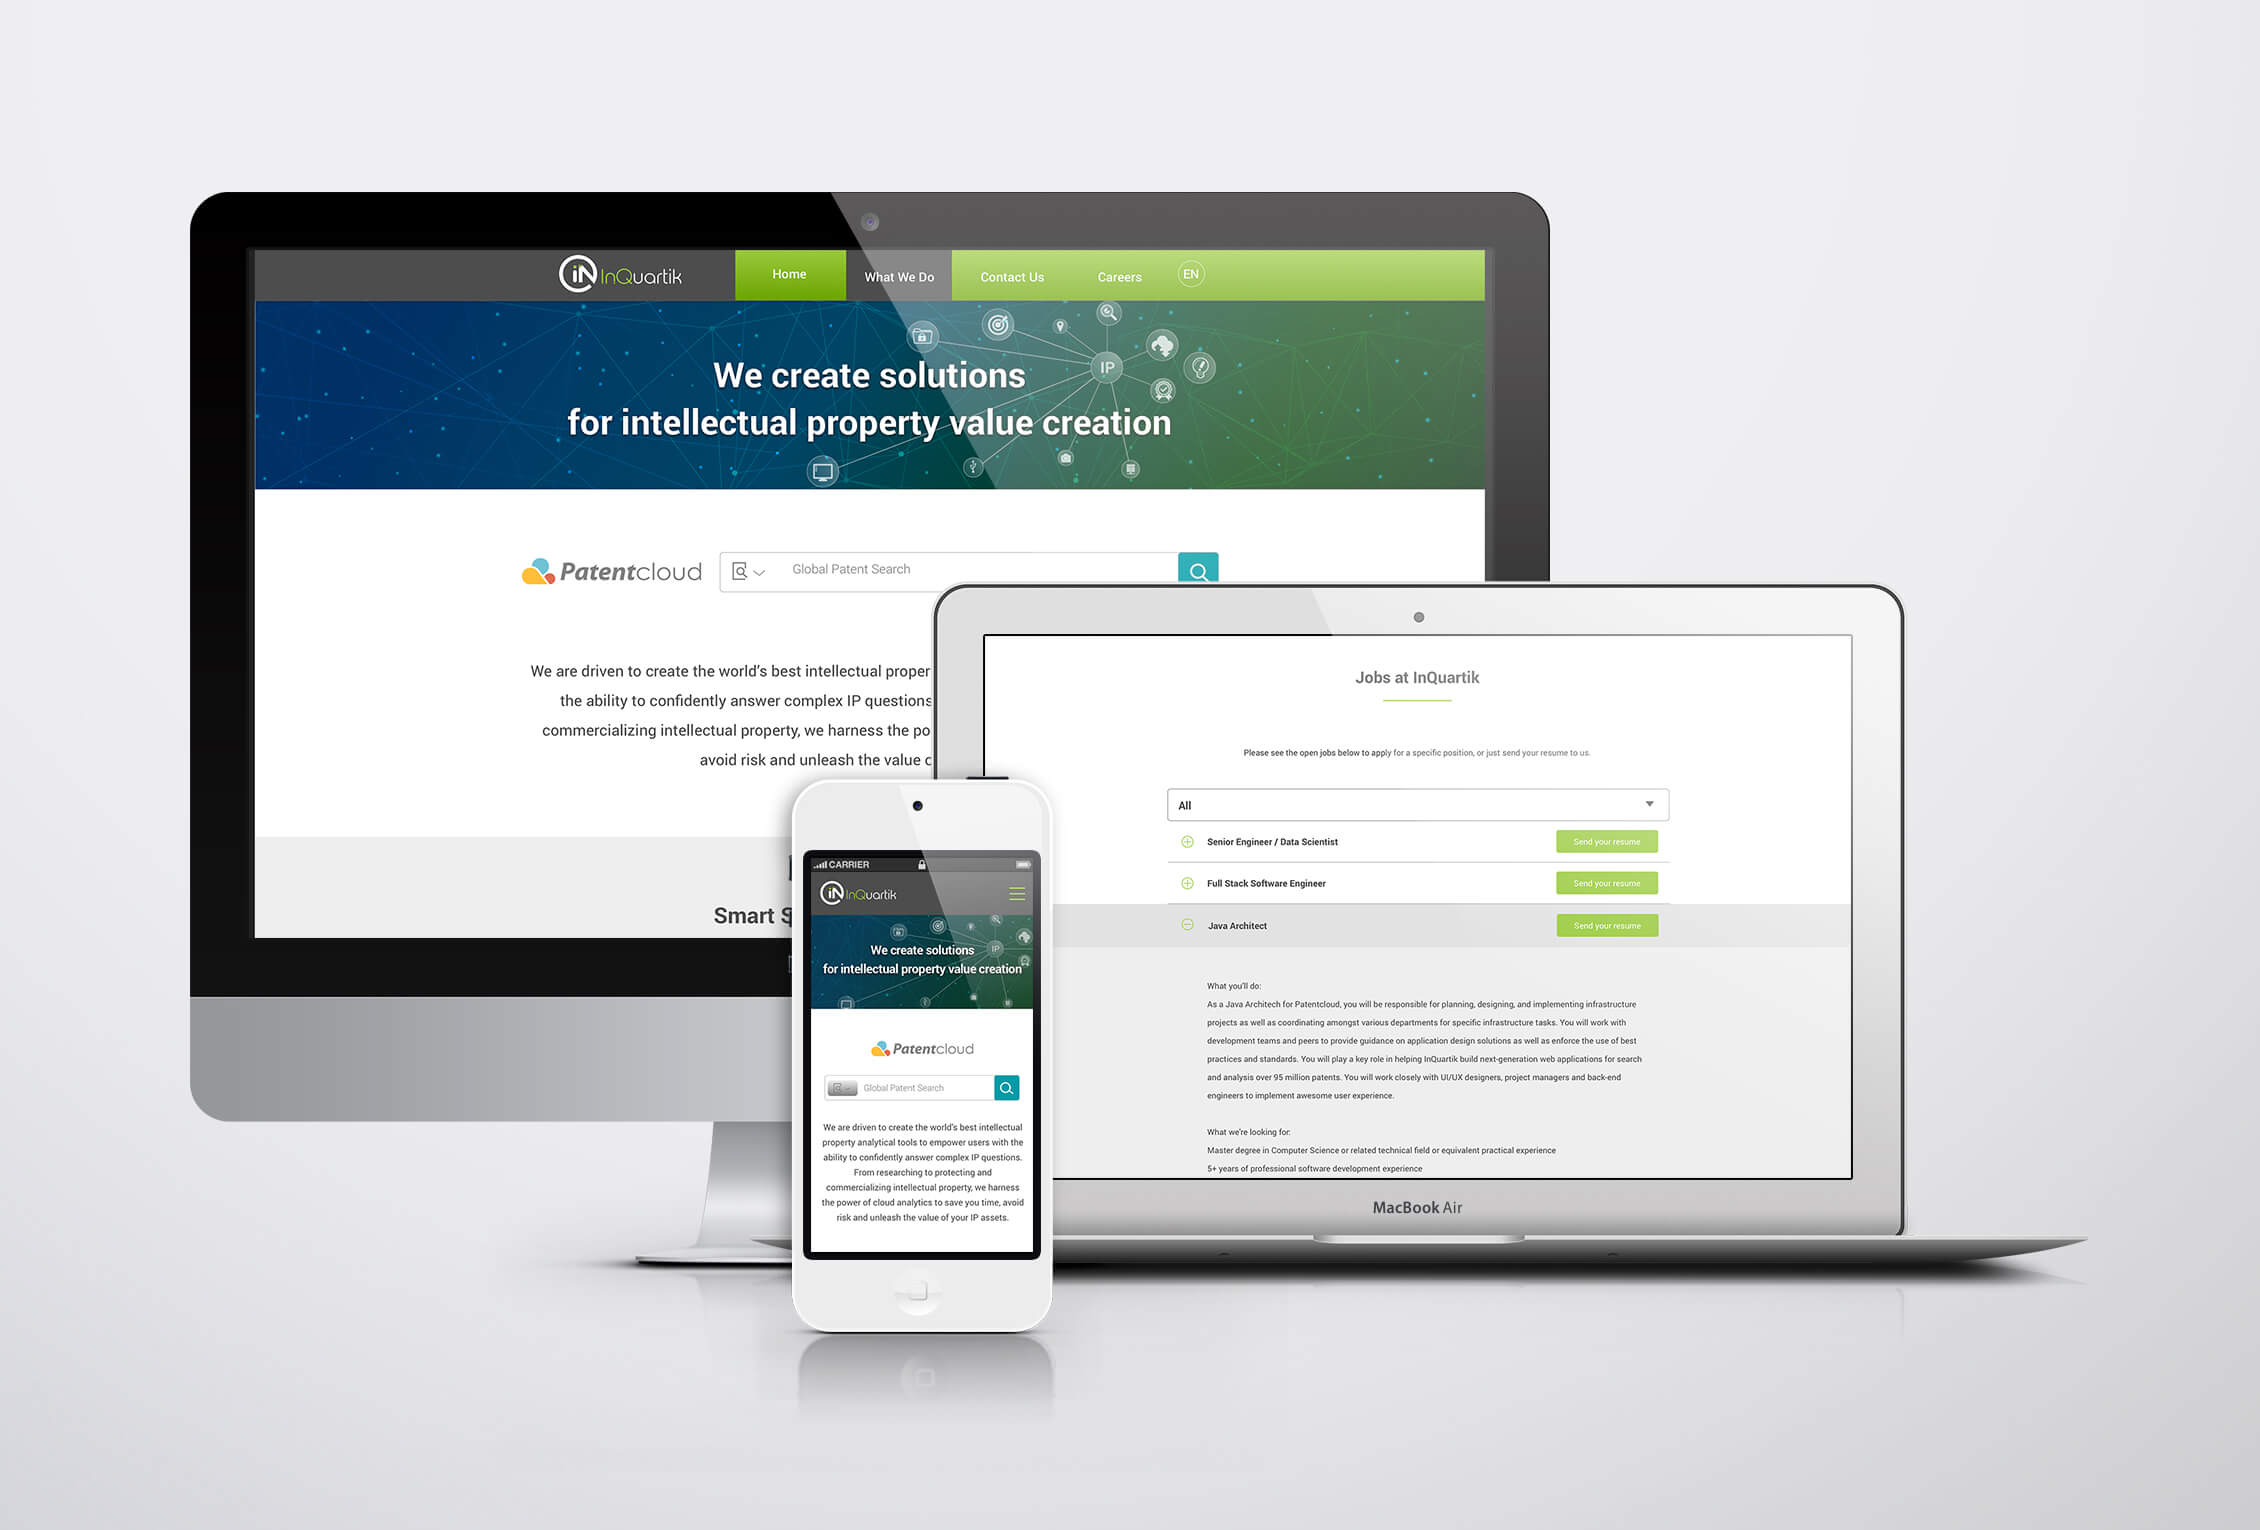 iN InQuartik
Home
What We Do
Contact Us
Careers
EN
IP
We create solutions
for intellectual property value creation
Patentcloud
Global Patent Search
We are driven to create the world's best intellectual proper
the ability to confidently answer complex IP questions
commercializing intellectual property, we harness the po
avoid risk and unleash the value
Smart
Jobs at InQuartik
Please see the open jobs below to apply for a specific position, or just send your resume to us.
All
Senior Engineer / Data Scientist
Send your resume
Full Stack Software Engineer
Send your resume
Java Architect
Send your resume
What you'll do:
As a Java Architech for Patentcloud, you will be responsible for planning, designing, and implementing infrastructure
projects as well as coordinating amongst various departments for specific infrastructure tasks. You will work with
development teams and peers to provide guidance on application design solutions as well as enforce the use of best
practices and standards. You will play a key role in helping InQuartik build next-generation web applications for search
and analysis over 95 million patents. You will work closely with UI/UX designers, project managers and back-end
engineers to implement awesome user experience.
What we're looking for:
Master degree in Computer Science or related technical field or equivalent practical experience
5+ years of professional software development experience
MacBook Air
CARRIER
iN InQuartik
We create solutions
IP
for intellectual property value creation
Patentcloud
Global Patent Search
We are driven to create the world's best intellectual
property analytical tools to empower users with the
ability to confidently answer complex IP questions.
From researching to protecting and
commercializing intellectual property, we harness
the power of cloud analytics to save you time, avoid
risk and unleash the value of your IP assets.